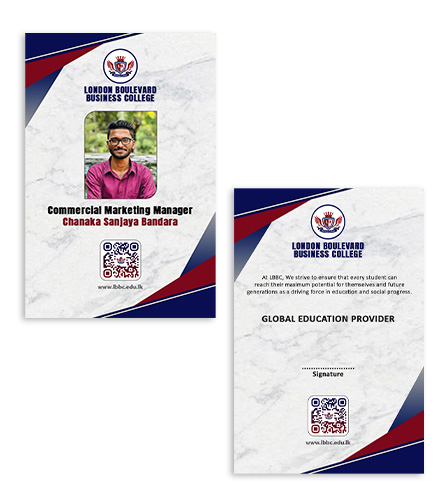 LONDON BOULEVARD
BUSINESS COLLEGE
Commercial Marketing Manager
Chanaka Sanjaya Bandara
www.lbbc.edu.lk
LONDON BOULEVARD
BUSINESS COLLEGE
At LBBC, We strive to ensure that every student can
reach their maximum potential for themselves and future
generations as a driving force in education and social progress.
GLOBAL EDUCATION PROVIDER
........................
Signature
www.lbbc.edu.lk